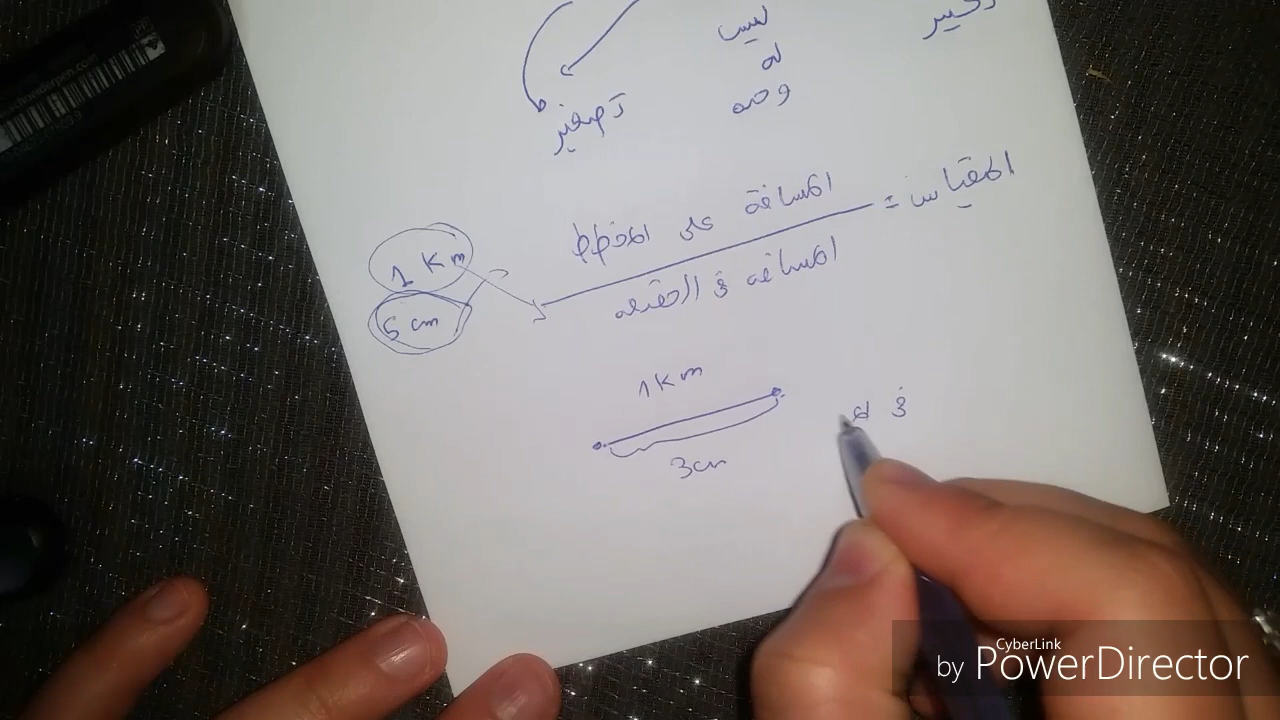 تصغير
ليس
له
وحدة
المقياس = المسافة على المخطط
المسافة في الحقيقة
1 Km
5 cm
1 Km
3 cm
في
CyberLink
by PowerDirector